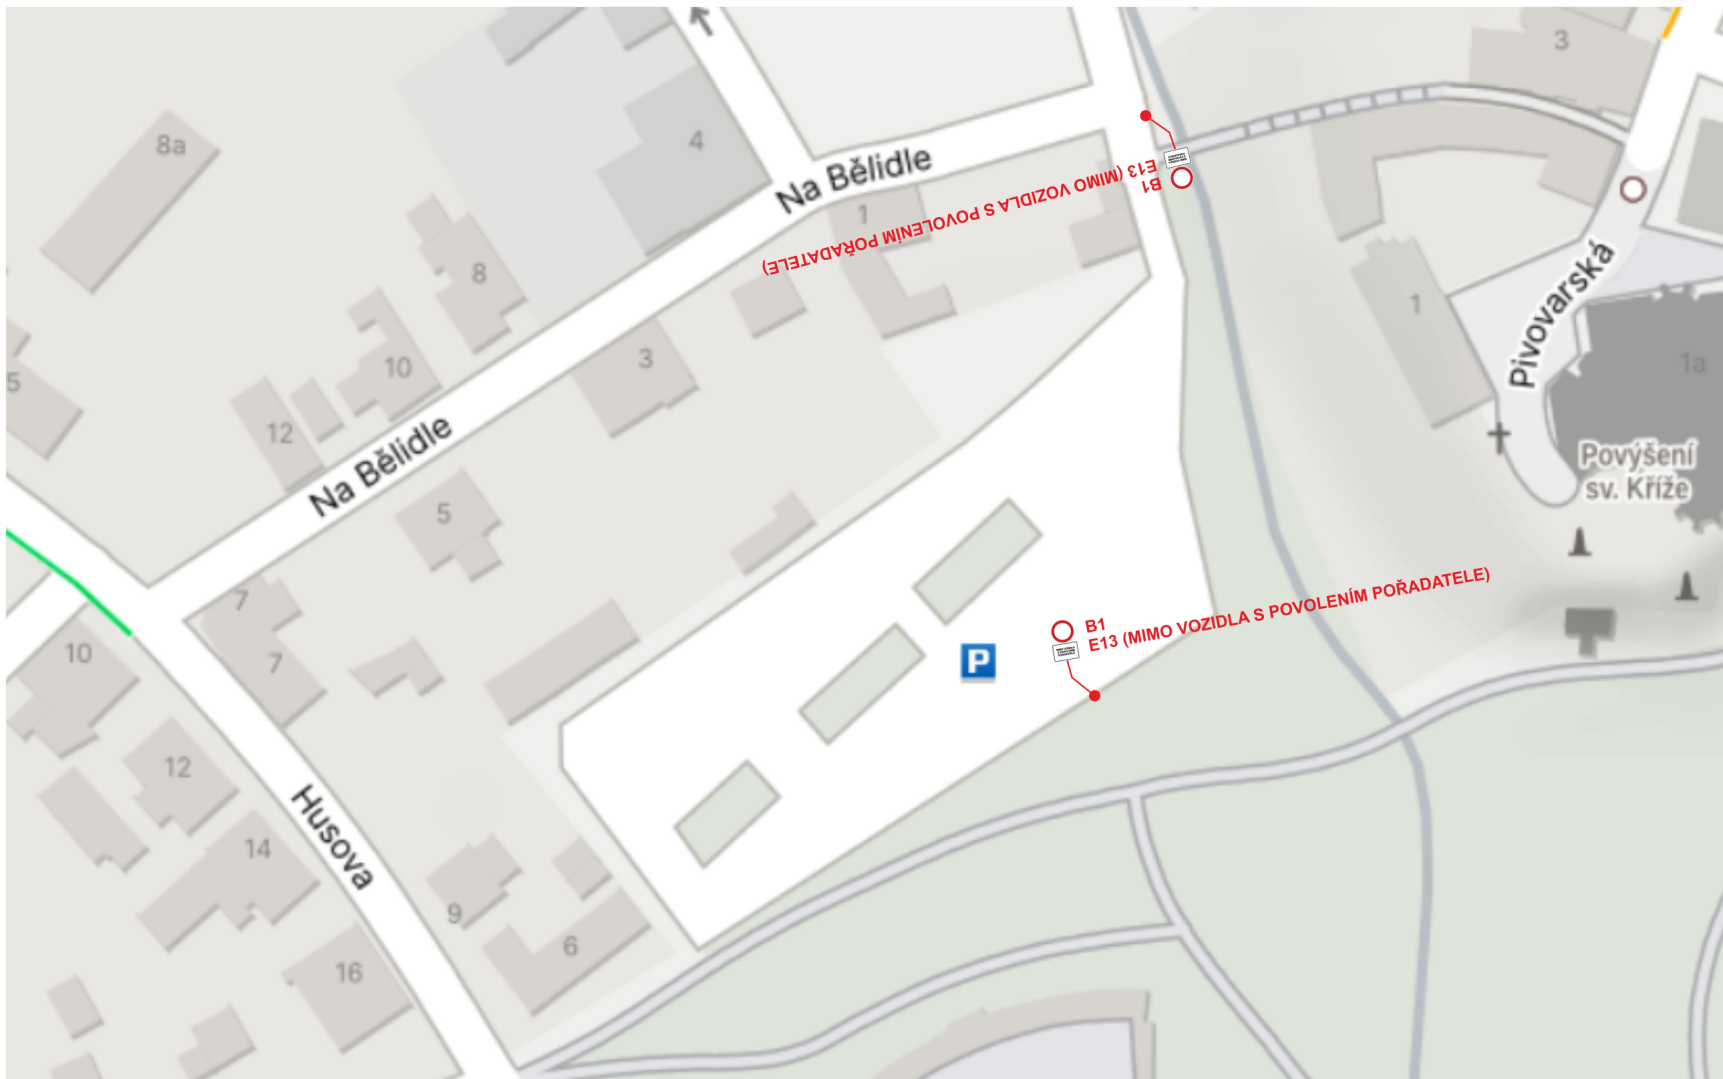 3
8a
4
Na Bělidle
B1
E13 (MIMO VOZIDLA S POVOLENÍM POŘADATELE)
1
8
Pivovarská
1
3
10
5
1a
12
Na Bělidle
Povýšení
sv. Kříže
5
7
B1
E13 (MIMO VOZIDLA S POVOLENÍM POŘADATELE)
10
7
P
12
Husova
14
9
6
16